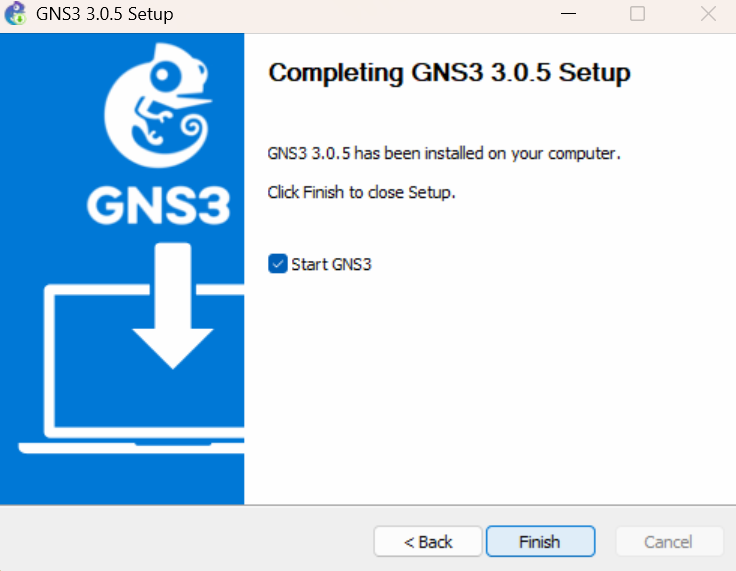 GNS3 3.0.5 Setup
Completing GNS3 3.0.5 Setup
GNS3 3.0.5 has been installed on your computer.
Click Finish to close Setup.
GNS3
Start GNS3
< Back
Finish
Cancel